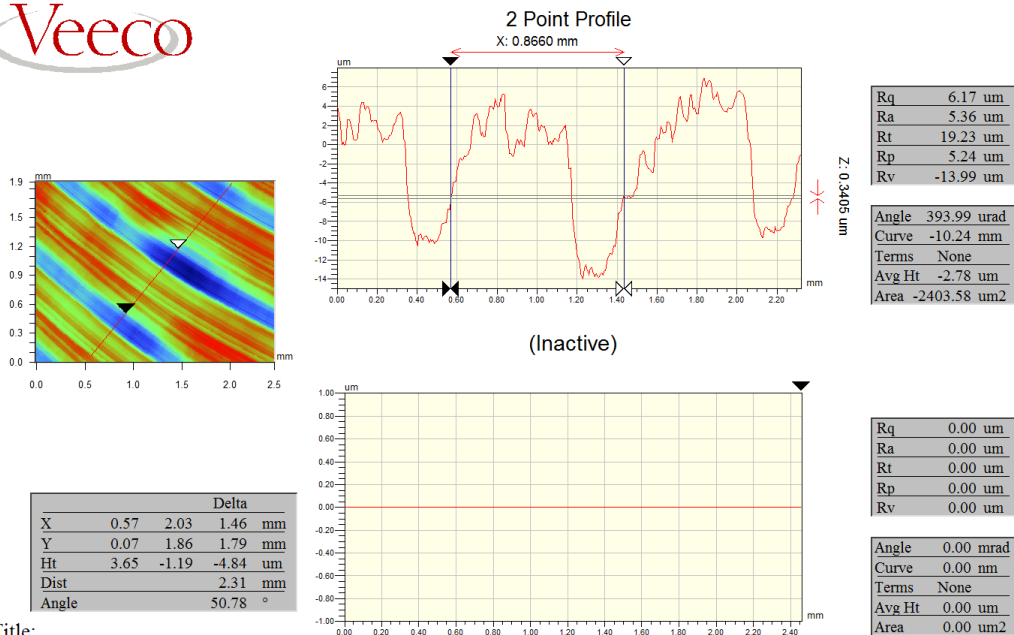 Veeco
2 Point Profile
X: 0.8660 mm
um
6
4
2
0
-2
-4
-6
-8
-10
-12
-14
mm
0.00 0.20 0.40 0.60 0.80 1.00 1.20 1.40 1.60 1.80 2.00 2.20
Z: 0.3405 um
Rq 6.17 um
Ra 5.36 um
Rt 19.23 um
Rp 5.24 um
Rv -13.99 um
Angle 393.99 urad
Curve -10.24 mm
Terms None
Avg Ht -2.78 um
Area -2403.58 um2
mm
1.9
1.5
1.2
0.9
0.6
0.3
0.0
mm
0.0 0.5 1.0 1.5 2.0 2.5
(Inactive)
um
1.00
0.80
0.60
0.40
0.20
0.00
-0.20
-0.40
-0.60
-0.80
-1.00
mm
0.00 0.20 0.40 0.60 0.80 1.00 1.20 1.40 1.60 1.80 2.00 2.20 2.40
Rq 0.00 um
Ra 0.00 um
Rt 0.00 um
Rp 0.00 um
Rv 0.00 um
Angle 0.00 mrad
Curve 0.00 nm
Terms None
Avg Ht 0.00 um
Area 0.00 um2
Delta
X 0.57 2.03 1.46 mm
Y 0.07 1.86 1.79 mm
Ht 3.65 -1.19 -4.84 um
Dist 2.31 mm
Angle 50.78 °
Title: